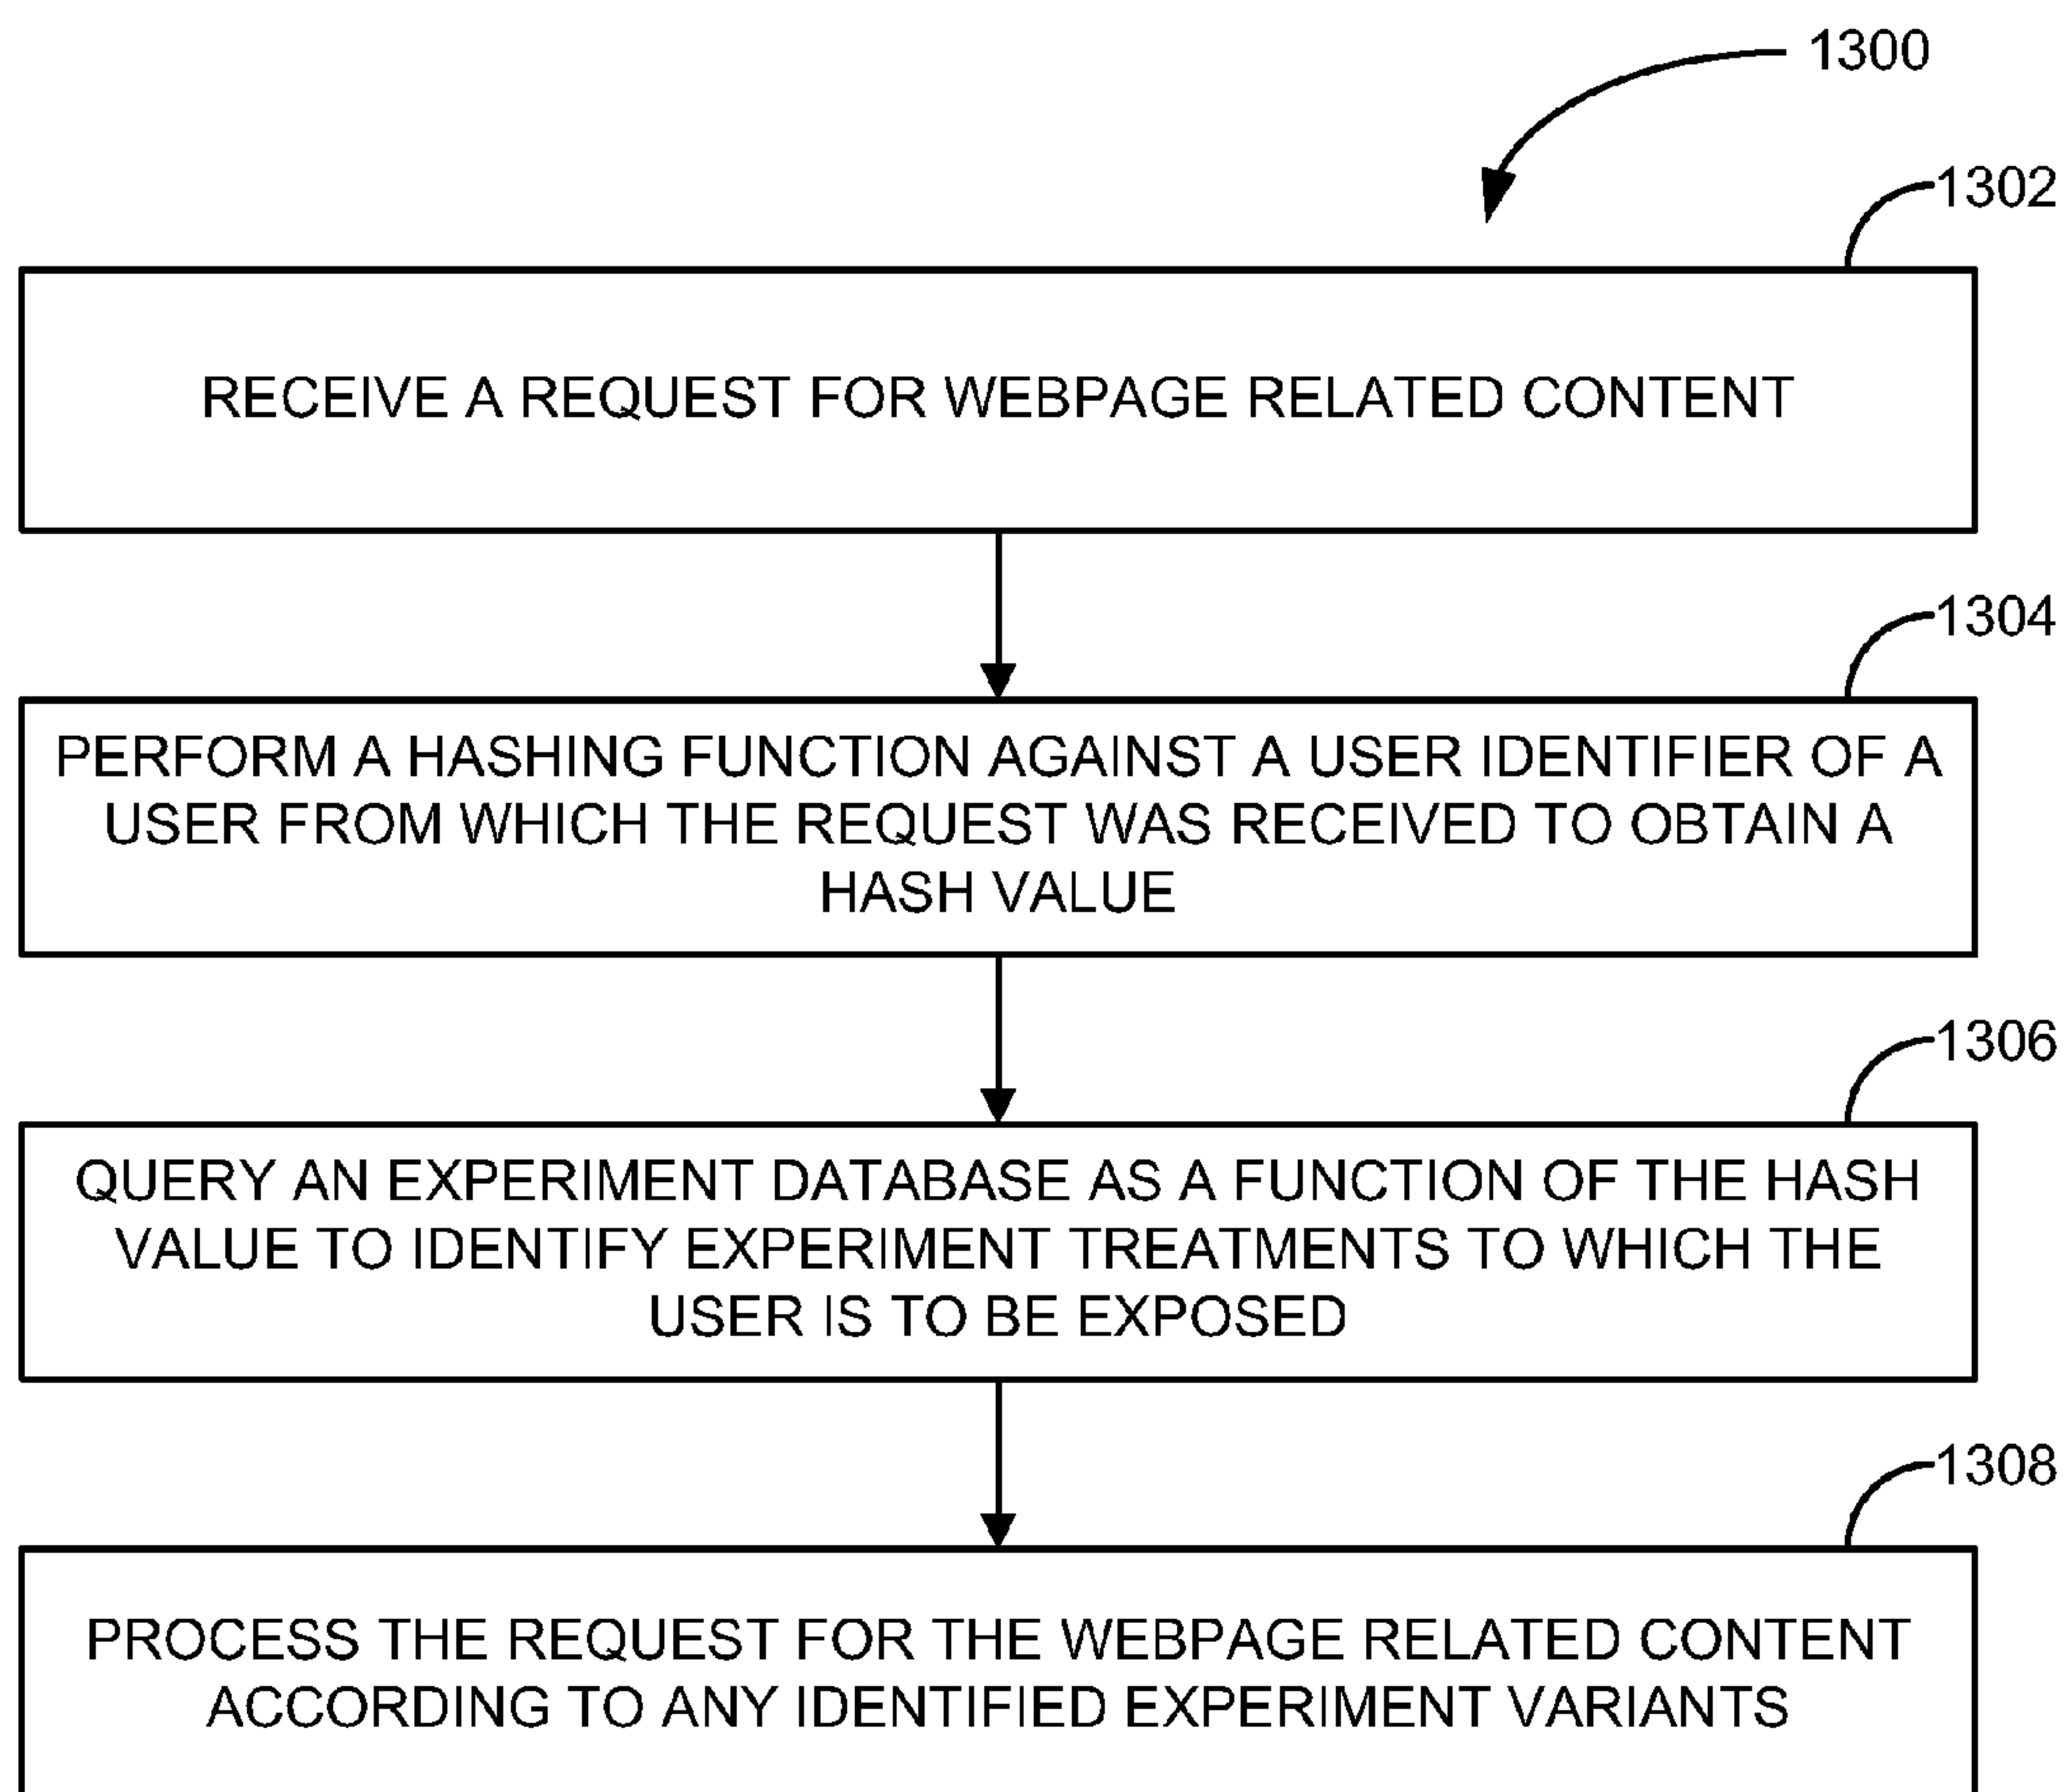 1300
1302
RECEIVE A REQUEST FOR WEBPAGE RELATED CONTENT
1304
PERFORM A HASHING FUNCTION AGAINST A USER IDENTIFIER OF A
USER FROM WHICH THE REQUEST WAS RECEIVED TO OBTAIN A
HASH VALUE
1306
QUERY AN EXPERIMENT DATABASE AS A FUNCTION OF THE HASH
VALUE TO IDENTIFY EXPERIMENT TREATMENTS TO WHICH THE
USER IS TO BE EXPOSED
1308
PROCESS THE REQUEST FOR THE WEBPAGE RELATED CONTENT
ACCORDING TO ANY IDENTIFIED EXPERIMENT VARIANTS